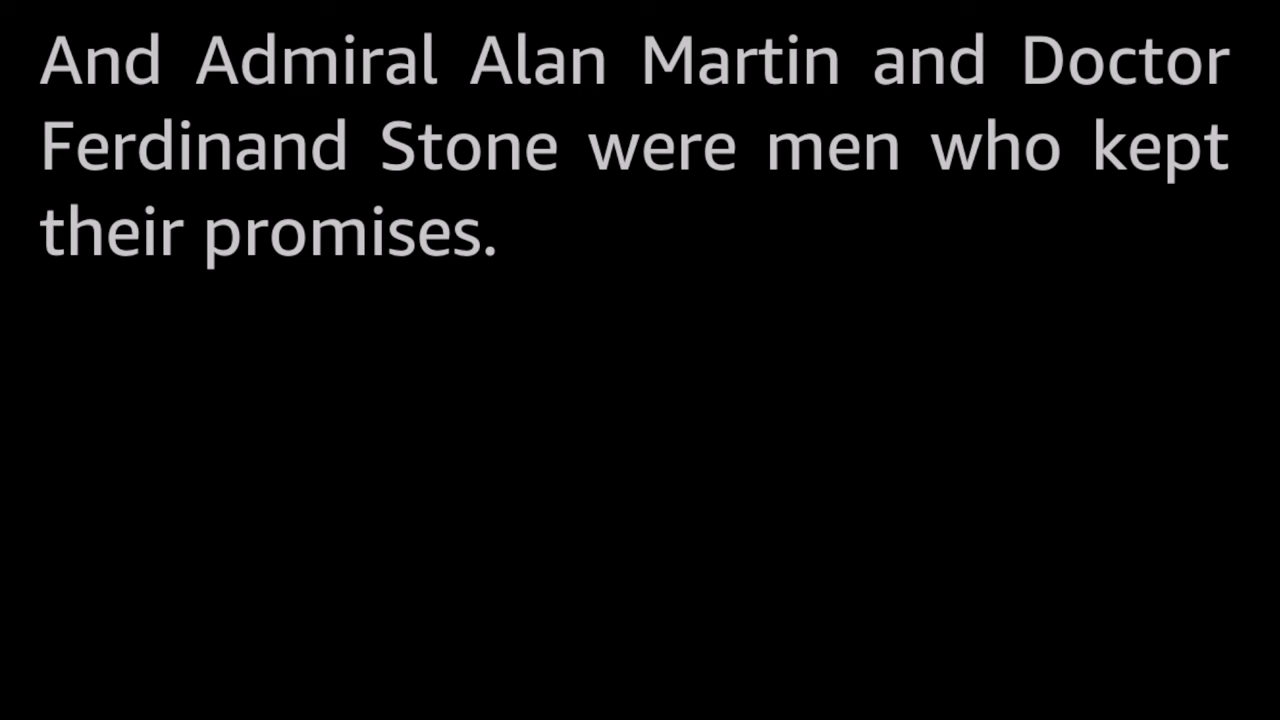 And Admiral Alan Martin and Doctor
Ferdinand Stone were men who kept
their promises.